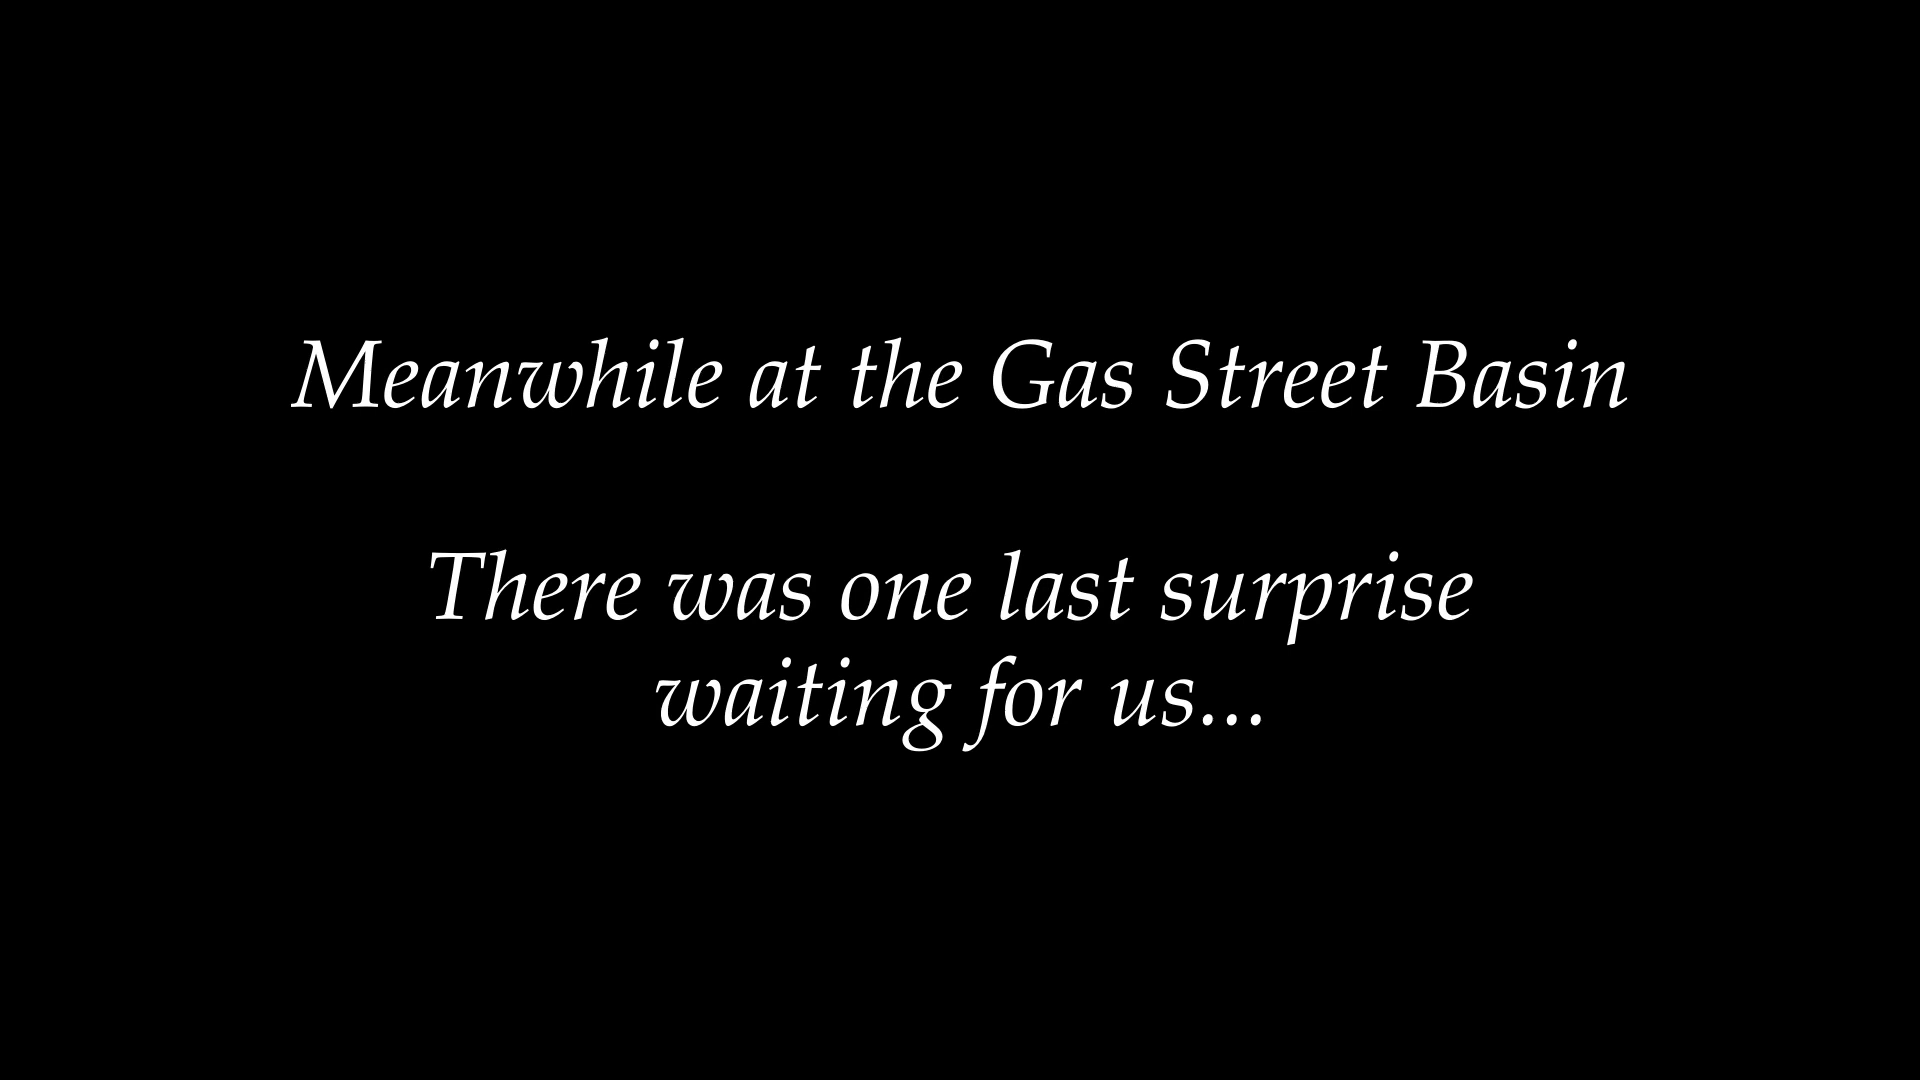 Meanwhile at the Gas Street Basin
There was one last surprise
waiting for us...